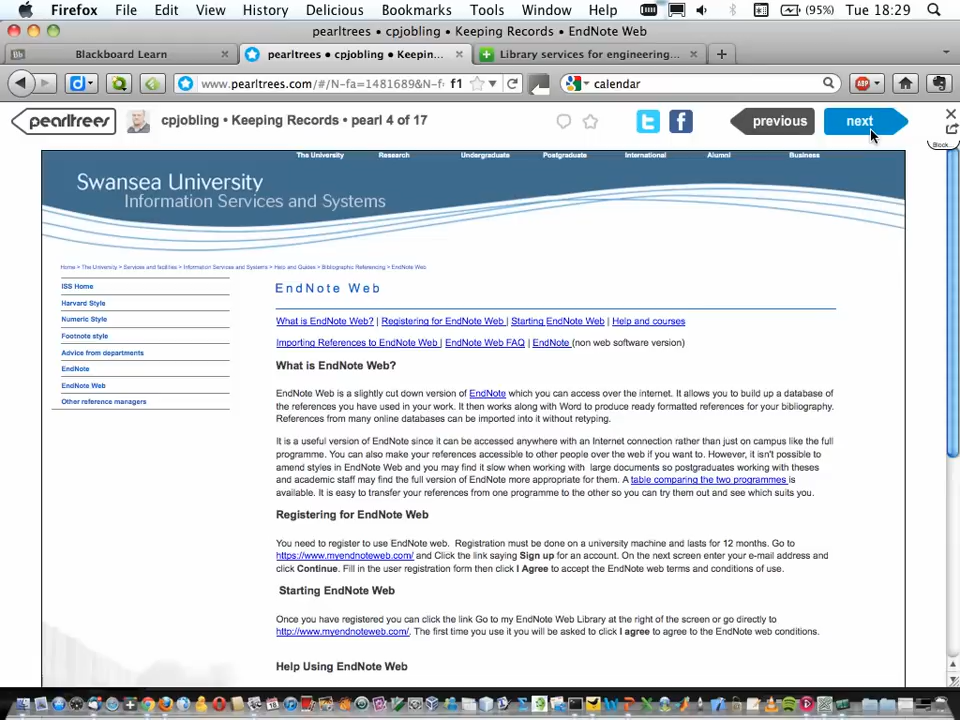 Firefox File Edit View History Delicious Bookmarks Tools Window Help (95%) Tue 18:29
pearltrees • cpjobling • Keeping Records • EndNote Web
Blackboard Learn × pearltrees • cpjobling • Keepin... × Library services for engineering... × +
www.pearltrees.com/#/N-fa=1481689&N-f f1 calendar ABP
pearltrees cpjobling • Keeping Records • pearl 4 of 17 previous next
Block...
The University Research Undergraduate Postgraduate International Alumni Business
Swansea University
Information Services and Systems
Home > The University > Services and facilities > Information Services and Systems > Help and Guides > Bibliographic Referencing > EndNote Web
ISS Home
Harvard Style
Numeric Style
Footnote style
Advice from departments
EndNote
EndNote Web
Other reference managers
EndNote Web
What is EndNote Web? | Registering for EndNote Web | Starting EndNote Web | Help and courses
Importing References to EndNote Web | EndNote Web FAQ | EndNote (non web software version)
What is EndNote Web?
EndNote Web is a slightly cut down version of EndNote which you can access over the internet. It allows you to build up a database of
the references you have used in your work. It then works along with Word to produce ready formatted references for your bibliography.
References from many online databases can be imported into it without retyping.
It is a useful version of EndNote since it can be accessed anywhere with an Internet connection rather than just on campus like the full
programme. You can also make your references accessible to other people over the web if you want to. However, it isn't possible to
amend styles in EndNote Web and you may find it slow when working with large documents so postgraduates working with theses
and academic staff may find the full version of EndNote more appropriate for them. A table comparing the two programmes is
available. It is easy to transfer your references from one programme to the other so you can try them out and see which suits you.
Registering for EndNote Web
You need to register to use EndNote web. Registration must be done on a university machine and lasts for 12 months. Go to
https://www.myendnoteweb.com/ and Click the link saying Sign up for an account. On the next screen enter your e-mail address and
click Continue. Fill in the user registration form then click I Agree to accept the EndNote web terms and conditions of use.
Starting EndNote Web
Once you have registered you can click the link Go to my EndNote Web Library at the right of the screen or go directly to
http://www.myendnoteweb.com/. The first time you use it you will be asked to click I agree to agree to the EndNote web conditions.
Help Using EndNote Web